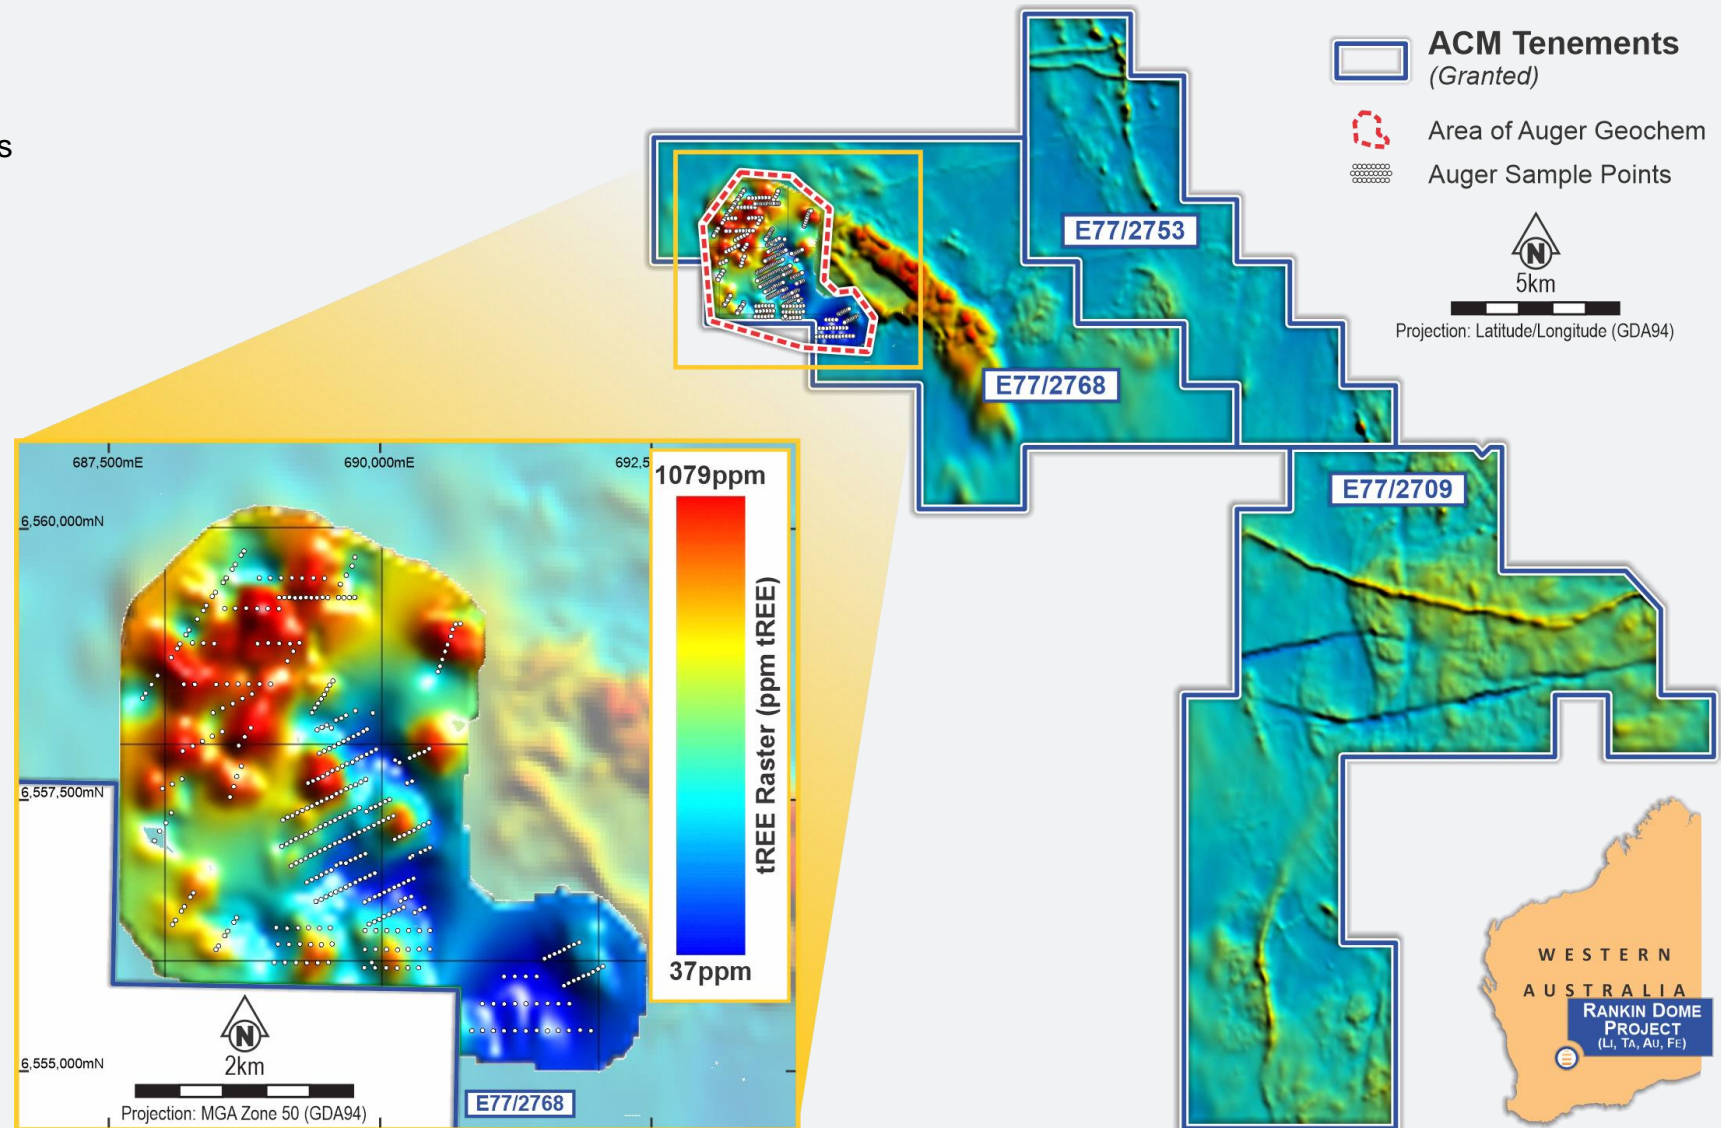 s
ACM Tenements
(Granted)
Area of Auger Geochem
Auger Sample Points
N
5km
Projection: Latitude/Longitude (GDA94)
E77/2753
E77/2768
E77/2709
687,500mE
690,000mE
692,5
6,560,000mN
6,557,500mN
6,555,000mN
1079ppm
tREE Raster (ppm tREE)
37ppm
N
2km
Projection: MGA Zone 50 (GDA94)
E77/2768
WESTERN
AUSTRALIA
RANKIN DOME
PROJECT
(LI, TA, AU, FE)